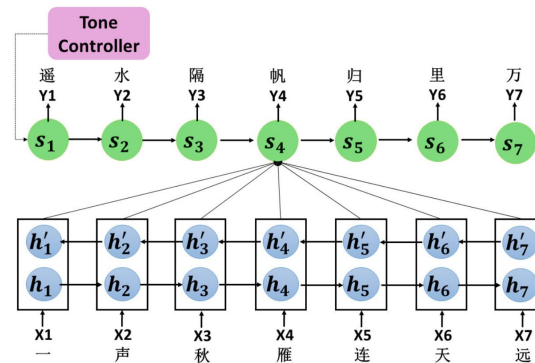 Tone
Controller
遥 水 隔 帆 归 里 万
Y1 Y2 Y3 Y4 Y5 Y6 Y7
s1 s2 s3 s4 s5 s6 s7
h'1 h'2 h'3 h'4 h'5 h'6 h'7
h1 h2 h3 h4 h5 h6 h7
X1 X2 X3 X4 X5 X6 X7
一 声 秋 雁 连 天 远